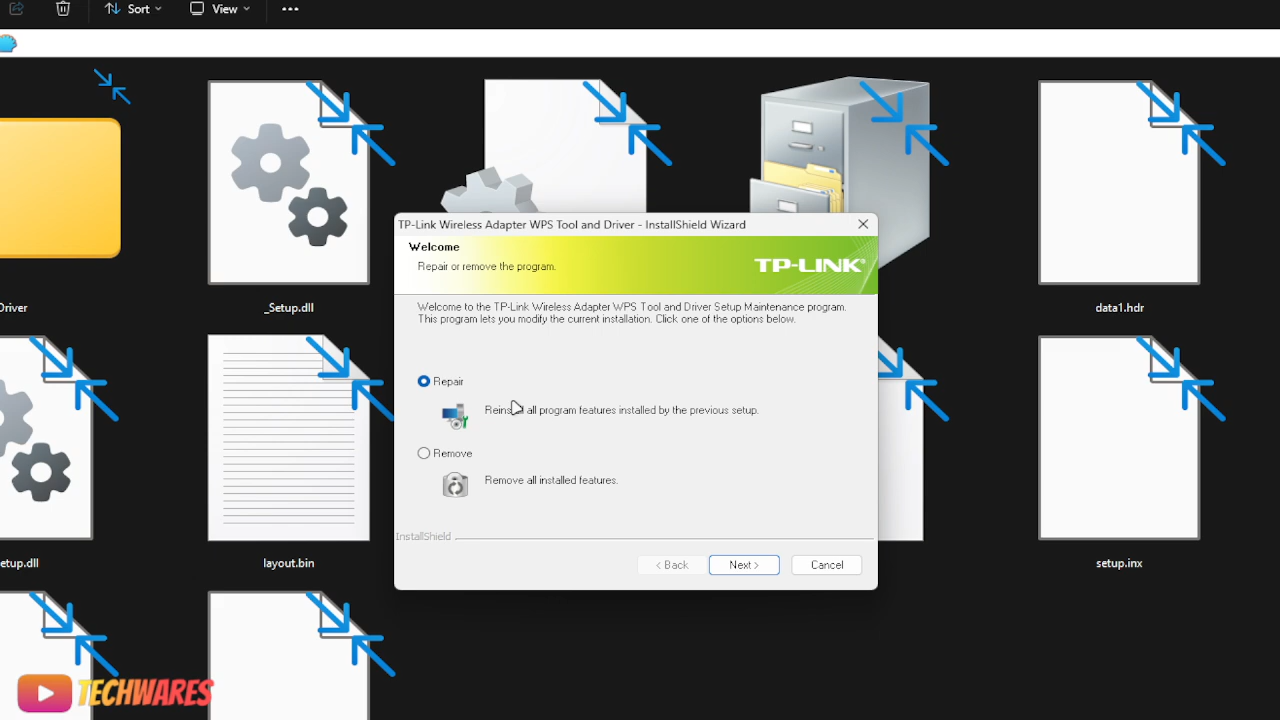 Sort
View
TP-Link Wireless Adapter WPS Tool and Driver - InstallShield Wizard
Welcome
Repair or remove the program.
TP-LINK®
Welcome to the TP-Link Wireless Adapter WPS Tool and Driver Setup Maintenance program.
This program lets you modify the current installation. Click one of the options below.
Repair
all program features installed by the previous setup.
Remove
Remove all installed features.
InstallShield
< Back
Next >
Cancel
Driver
_Setup.dll
data1.hdr
etup.dll
layout.bin
setup.inx
TECHWARES